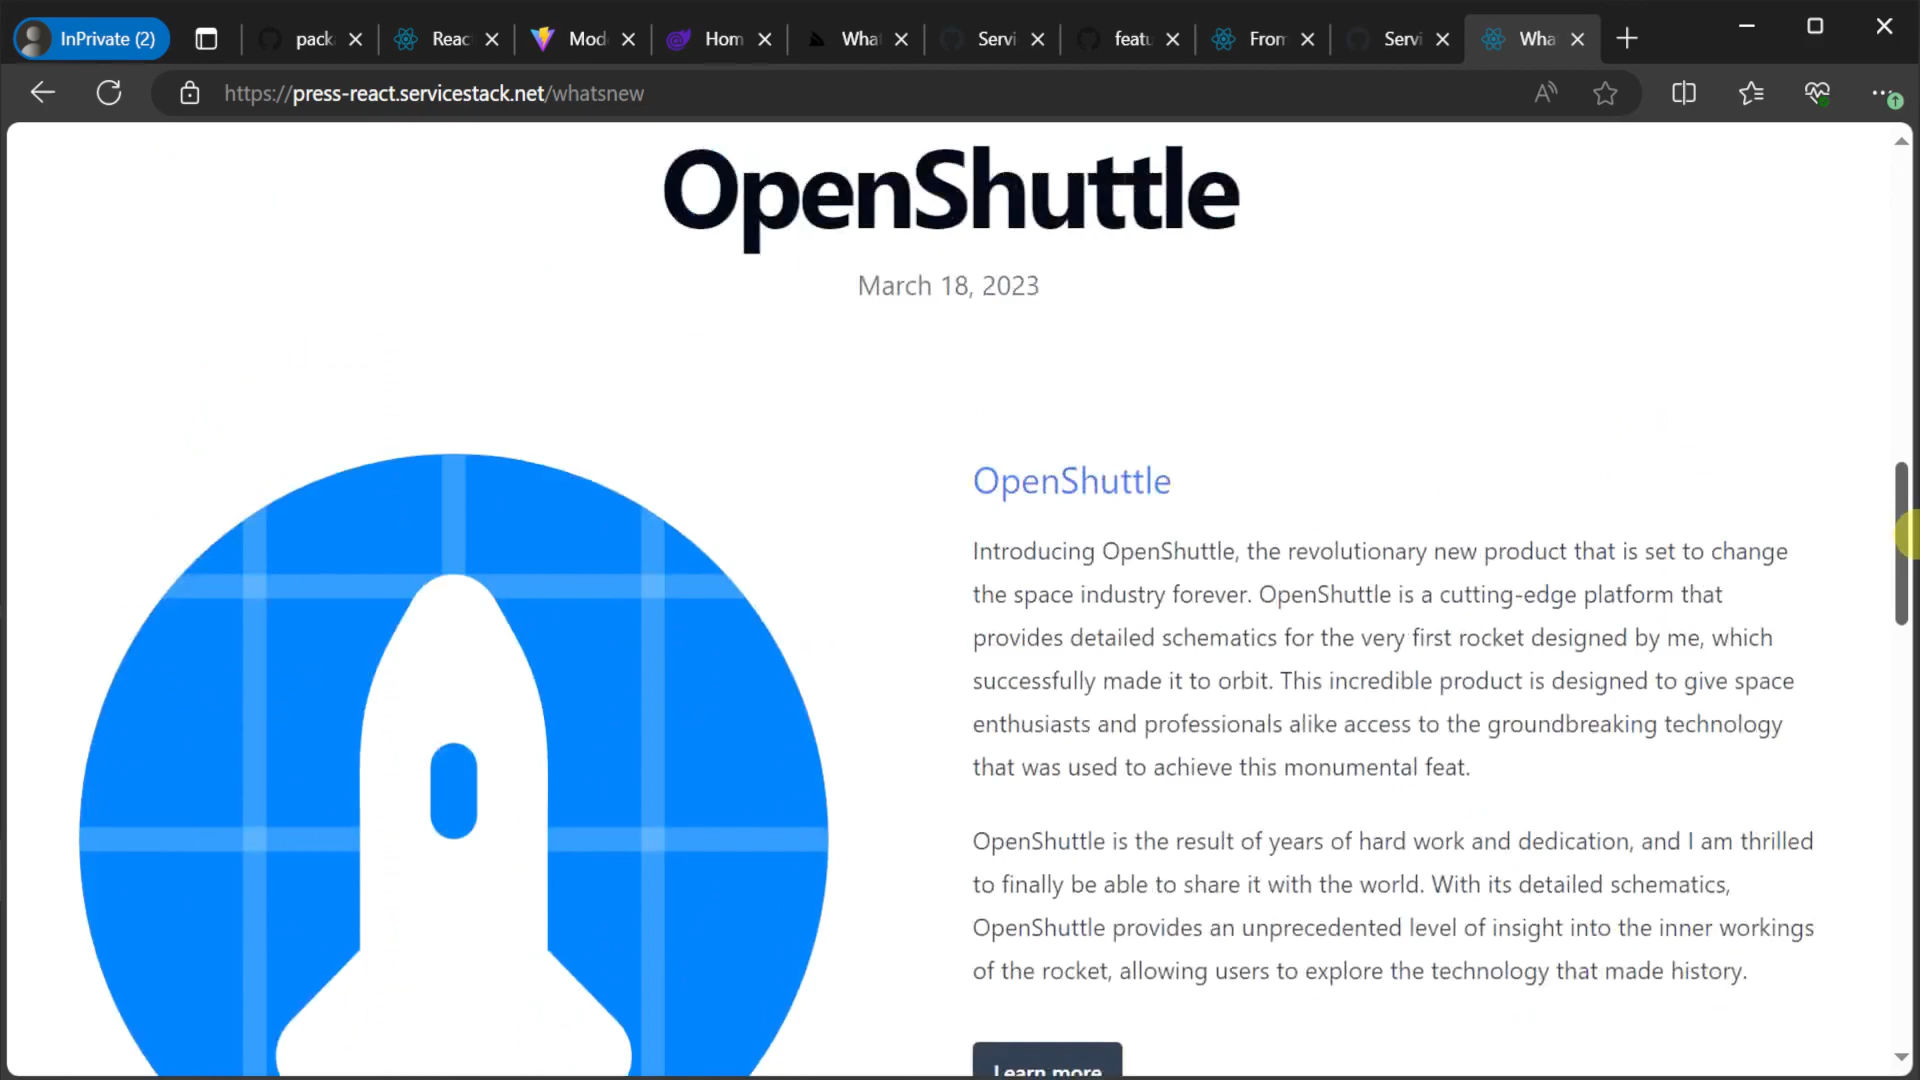 InPrivate (2)
pack
Reac
Mod
Hom
What
Servi
featu
From
Servi
What
https://press-react.servicestack.net/whatsnew
OpenShuttle
March 18, 2023
OpenShuttle
Introducing OpenShuttle, the revolutionary new product that is set to change
the space industry forever. OpenShuttle is a cutting-edge platform that
provides detailed schematics for the very first rocket designed by me, which
successfully made it to orbit. This incredible product is designed to give space
enthusiasts and professionals alike access to the groundbreaking technology
that was used to achieve this monumental feat.
OpenShuttle is the result of years of hard work and dedication, and I am thrilled
to finally be able to share it with the world. With its detailed schematics,
OpenShuttle provides an unprecedented level of insight into the inner workings
of the rocket, allowing users to explore the technology that made history.
Learn more